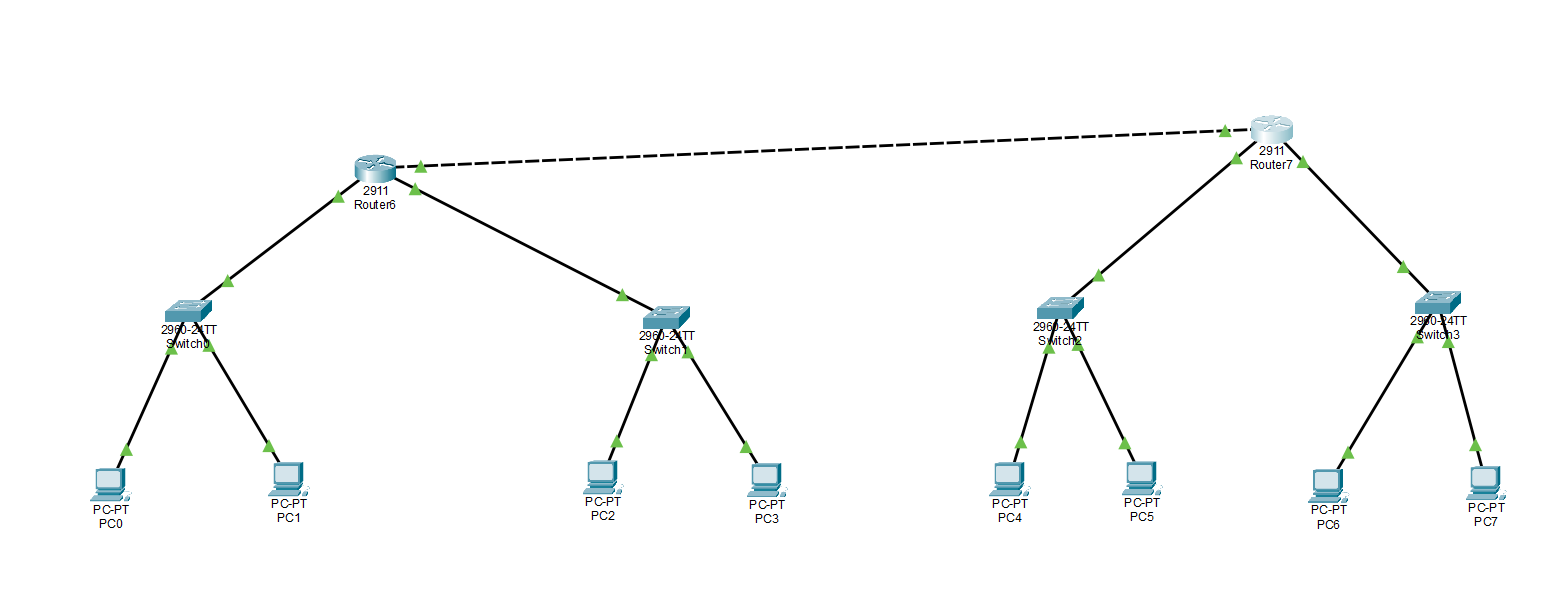 2911
Router6
2911
Router7
2960-24TT
Switch0
2960-24TT
Switch1
2960-24TT
Switch2
2960-24TT
Switch3
PC-PT
PC0
PC-PT
PC1
PC-PT
PC2
PC-PT
PC3
PC-PT
PC4
PC-PT
PC5
PC-PT
PC6
PC-PT
PC7